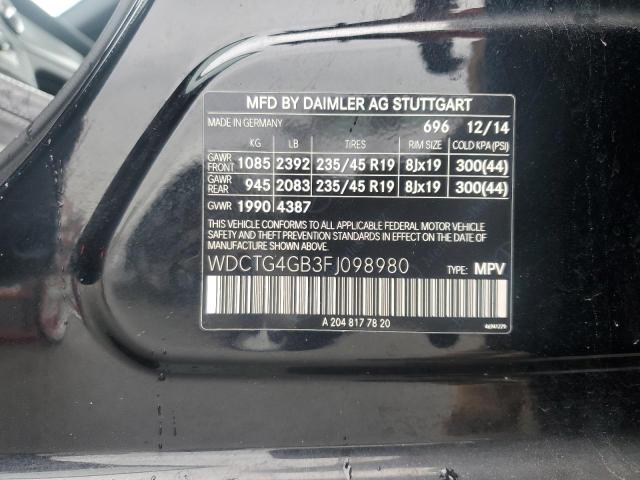 MFD BY DAIMLER AG STUTTGART
MADE IN GERMANY 696 12/14
KG LB TIRES RIM SIZE COLD KPA (PSI)
GAWR FRONT 1085 2392 235/45 R19 8Jx19 300(44)
GAWR REAR 945 2083 235/45 R19 8Jx19 300(44)
GVWR 1990 4387
THIS VEHICLE CONFORMS TO ALL APPLICABLE FEDERAL MOTOR VEHICLE
SAFETY AND THEFT PREVENTION STANDARDS IN EFFECT ON THE DATE OF
MANUFACTURE SHOWN ABOVE.
WDCTG4GB3FJ098980 TYPE: MPV
A 204 817 78 20